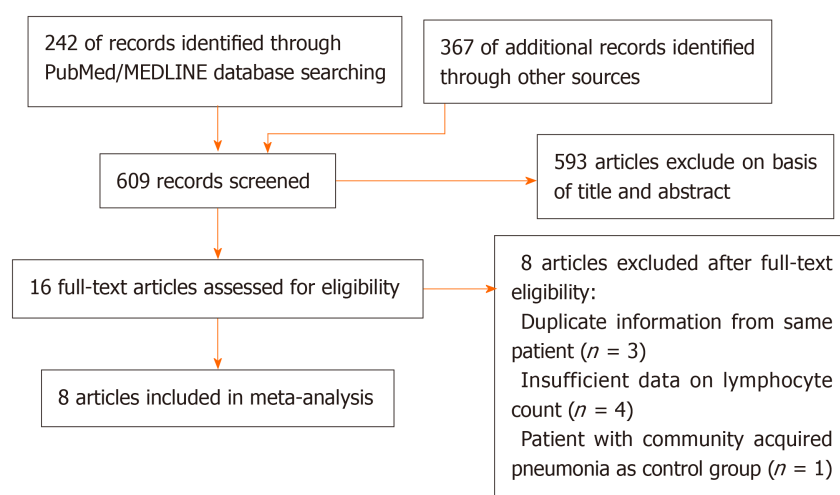 242 of records identified through
PubMed/MEDLINE database searching
367 of additional records identified
through other sources
609 records screened
593 articles exclude on basis
of title and abstract
16 full-text articles assessed for eligibility
8 articles excluded after full-text
eligibility:
Duplicate information from same
patient (n = 3)
Insufficient data on lymphocyte
count (n = 4)
Patient with community acquired
pneumonia as control group (n = 1)
8 articles included in meta-analysis